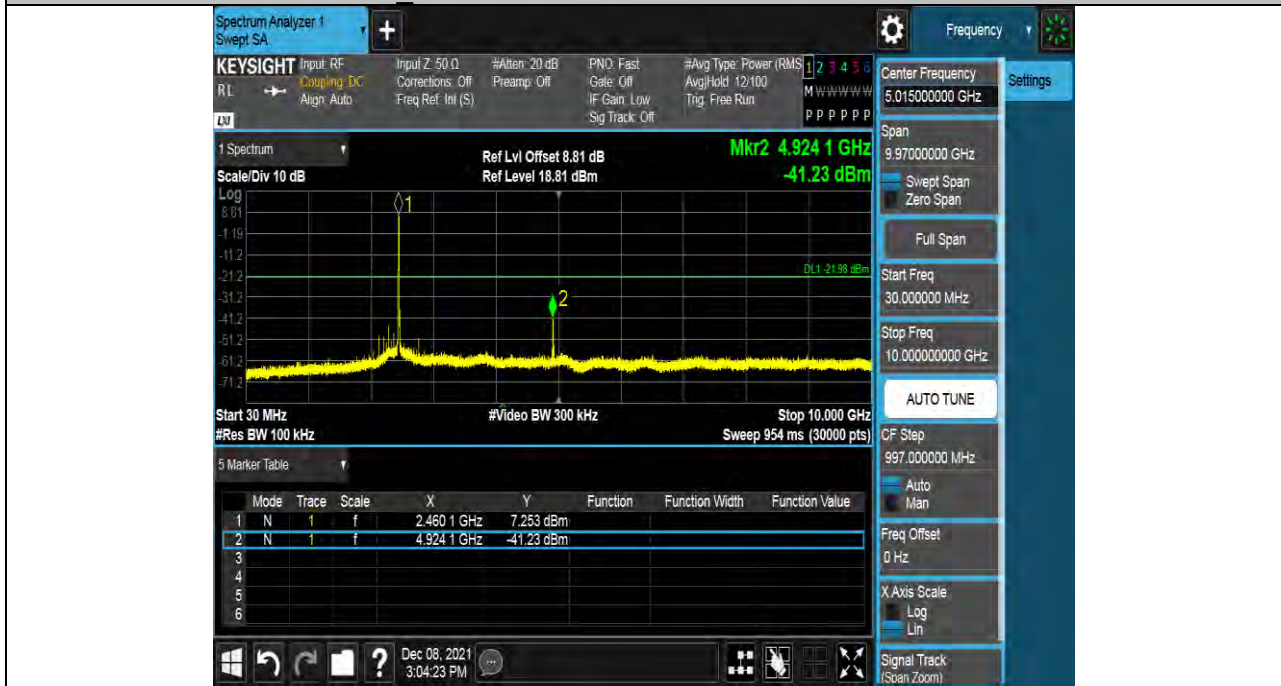 Spectrum Analyzer 1
Swept SA
+
Frequency
KEYSIGHT
RL
LXI
Input: RF
Coupling: DC
Align: Auto
Input Z: 50 Ω
Corrections: Off
Freq Ref: Int (S)
#Atten: 20 dB
Preamp: Off
PNO: Fast
Gate: Off
IF Gain: Low
Sig Track: Off
#Avg Type: Power (RMS
Avg|Hold: 12/100
Trig: Free Run
1 2 3 4 5 6
M W W W W W
P P P P P P
1 Spectrum
Scale/Div 10 dB
Ref Lvl Offset 8.81 dB
Ref Level 18.81 dBm
Mkr2 4.924 1 GHz
-41.23 dBm
Log
8.81
-1.19
-11.2
-21.2
-31.2
-41.2
-51.2
-61.2
-71.2
1
2
DL1 -21.98 dBm
Start 30 MHz
#Res BW 100 kHz
#Video BW 300 kHz
Stop 10.000 GHz
Sweep 954 ms (30000 pts)
5 Marker Table
Mode Trace Scale X Y Function Function Width Function Value
1 N 1 f 2.460 1 GHz 7.253 dBm
2 N 1 f 4.924 1 GHz -41.23 dBm
3
4
5
6
?
Dec 08, 2021
3:04:23 PM
Center Frequency
5.015000000 GHz
Settings
Span
9.97000000 GHz
Swept Span
Zero Span
Full Span
Start Freq
30.000000 MHz
Stop Freq
10.000000000 GHz
AUTO TUNE
CF Step
997.000000 MHz
Auto
Man
Freq Offset
0 Hz
X Axis Scale
Log
Lin
Signal Track
(Span Zoom)